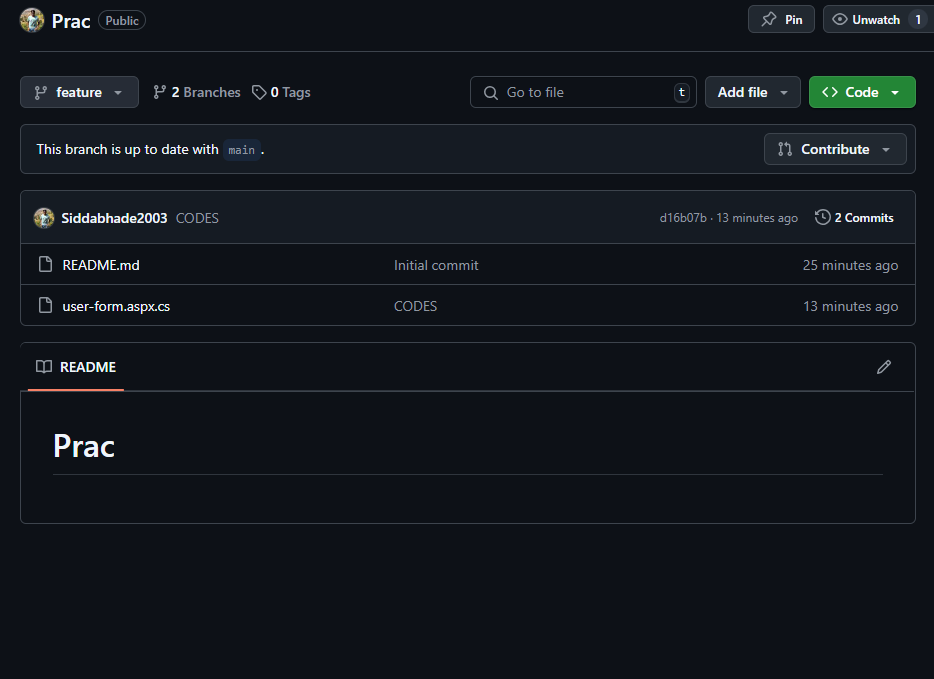 Prac Public Pin Unwatch 1
feature 2 Branches 0 Tags Go to file t Add file Code
This branch is up to date with main . Contribute
Siddabhade2003 CODES d16b07b · 13 minutes ago 2 Commits
README.md Initial commit 25 minutes ago
user-form.aspx.cs CODES 13 minutes ago
README
Prac